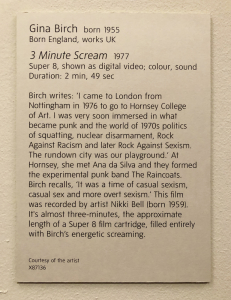 Gina Birch born 1955
Born England, works UK
3 Minute Scream 1977
Super 8, shown as digital video; colour, sound
Duration: 2 min, 49 sec
Birch writes: 'I came to London from
Nottingham in 1976 to go to Hornsey College
of Art. I was very soon immersed in what
became punk and the world of 1970s politics
of squatting, nuclear disarmament, Rock
Against Racism and later Rock Against Sexism.
The rundown city was our playground.' At
Hornsey, she met Ana da Silva and they formed
the experimental punk band The Raincoats.
Birch recalls, 'It was a time of casual sexism,
casual sex and more overt sexism.' This film
was recorded by artist Nikki Bell (born 1959).
It's almost three-minutes, the approximate
length of a Super 8 film cartridge, filled entirely
with Birch's energetic screaming.
Courtesy of the artist
X87136